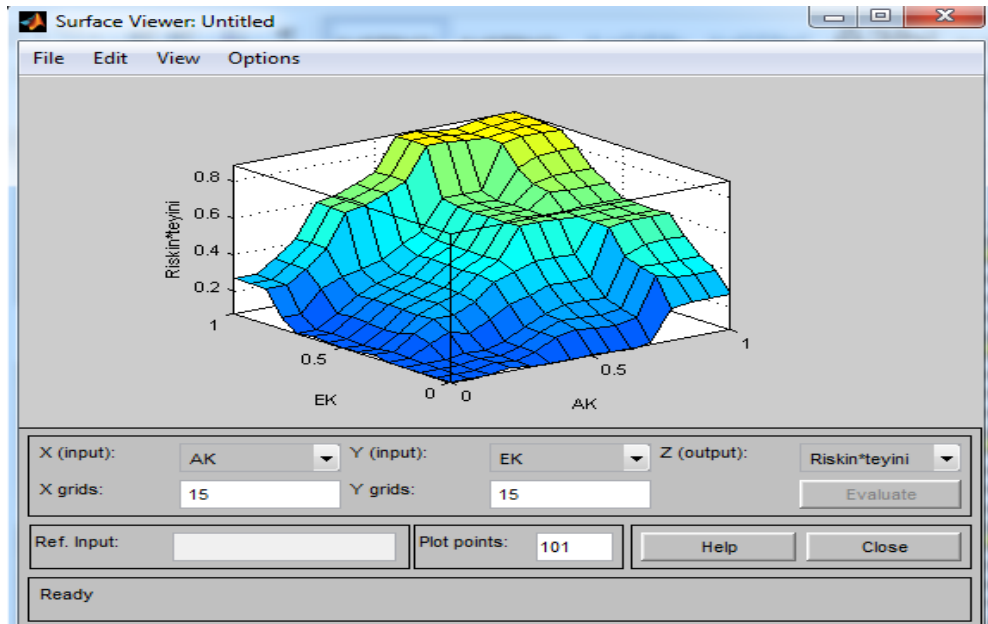 Surface Viewer: Untitled
File Edit View Options
0.8
0.6
0.4
0.2
Riskin*teyini
1
0.5
0
EK
0
0.5
1
AK
X (input): AK Y (input): EK Z (output): Riskin*teyini
X grids: 15 Y grids: 15 Evaluate
Ref. Input: Plot points: 101 Help Close
Ready